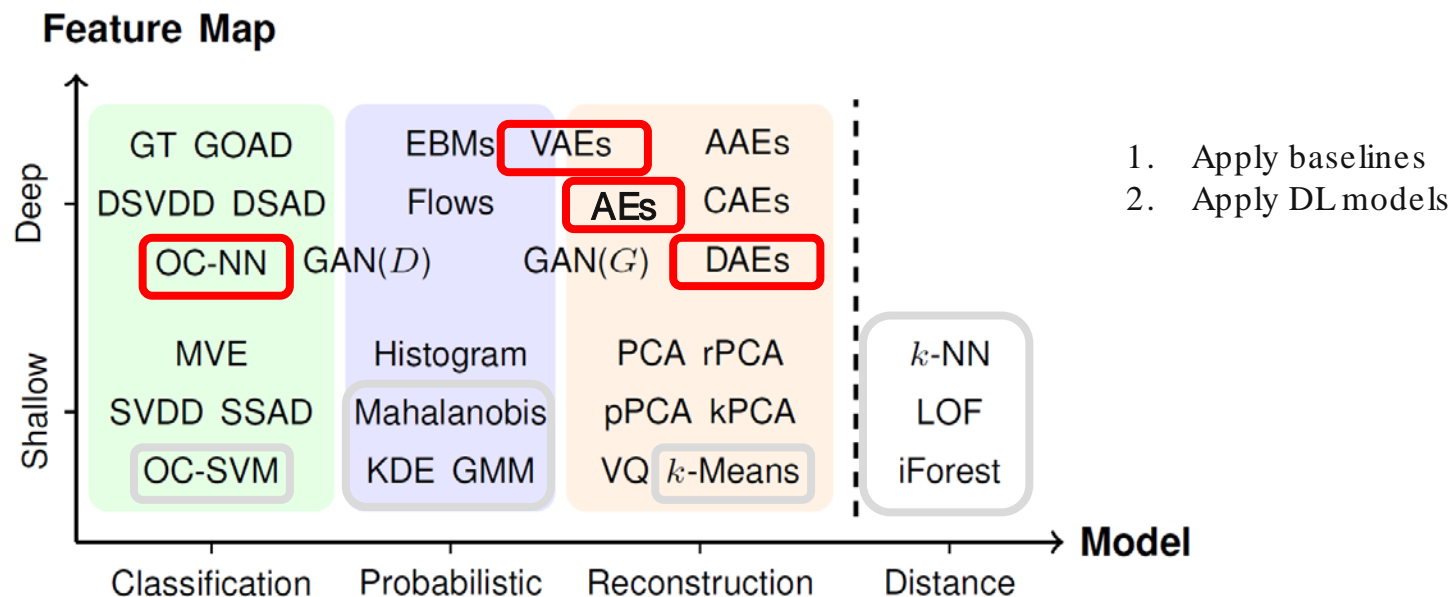 Feature Map
Deep
GT GOAD
EBMs VAEs
AAEs
DSVDD DSAD
Flows
AEs
CAEs
OC-NN
GAN(D)
GAN(G)
DAEs
Shallow
MVE
Histogram
PCA rPCA
k-NN
SVDD SSAD
Mahalanobis
pPCA kPCA
LOF
OC-SVM
KDE GMM
VQ k-Means
iForest
Model
Classification
Probabilistic
Reconstruction
Distance
1. Apply baselines
2. Apply DL models